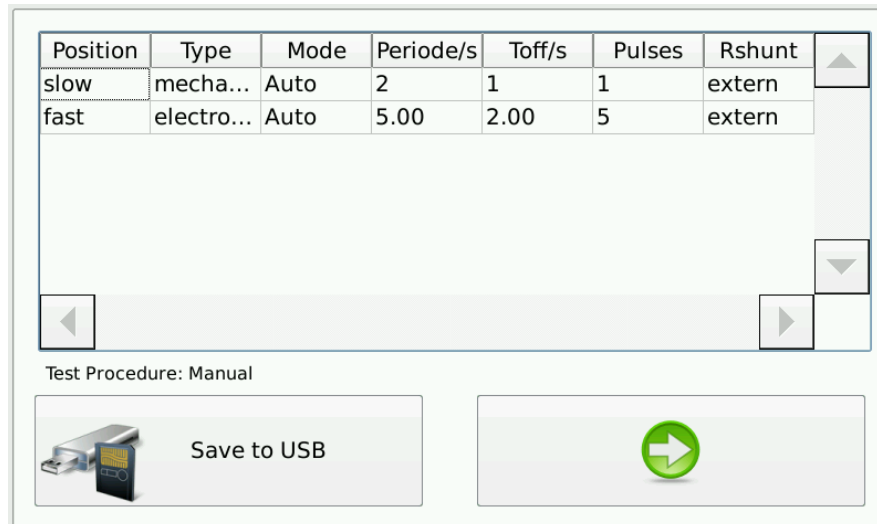 Position Type Mode Periode/s Toff/s Pulses Rshunt
slow mecha... Auto 2 1 1 extern
fast electro... Auto 5.00 2.00 5 extern
Test Procedure: Manual
Save to USB